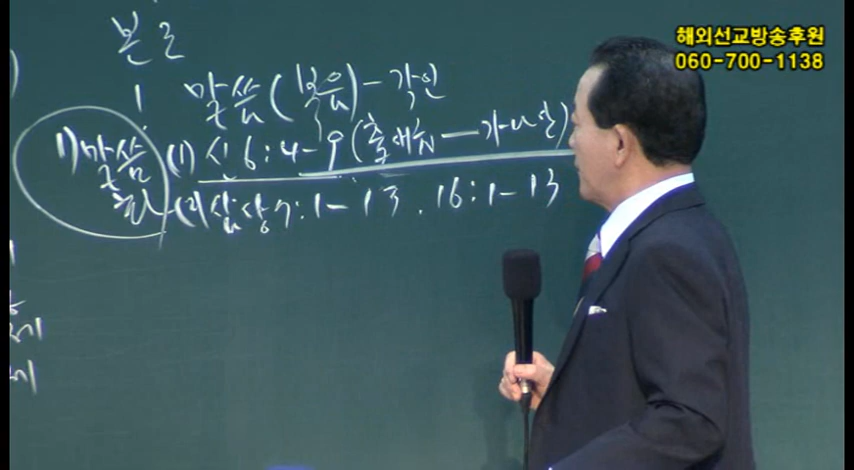 해외선교방송후원
060-700-1138
본론
1 말씀(복음)-각인
1)말씀 (1) 신6:4-9(출애굽—가나안)
화 (2)삼상7:1-13. 16:1-13